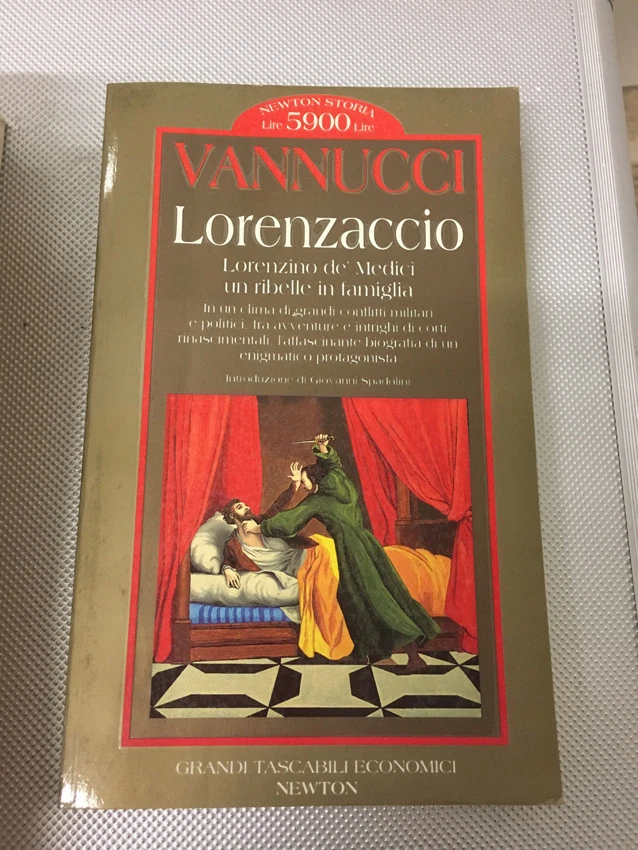 NEWTON STORIA
Lire 5900 Lire
VANNUCCI
Lorenzaccio
Lorenzino de' Medici
un ribelle in famiglia
In un clima di grandi conflitti militari
e politici, tra avventure e intrighi di corti
rinascimentali, l'affascinante biografia di un
enigmatico protagonista
Introduzione di Giovanni Spadolini
GRANDI TASCABILI ECONOMICI
NEWTON